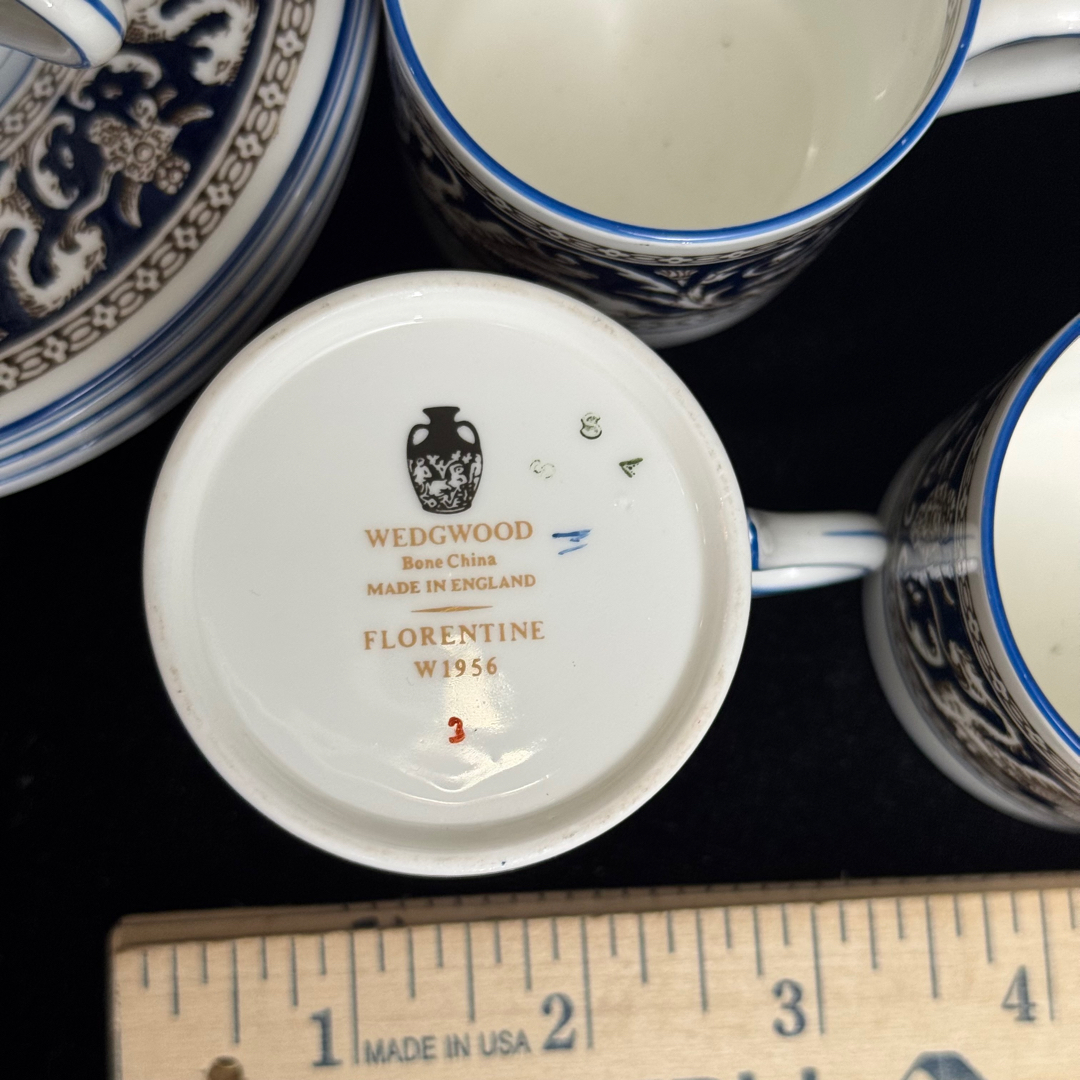 S
S A
WEDGWOOD
Bone China
MADE IN ENGLAND
FLORENTINE
W1956
3
1 2 3 4
MADE IN USA